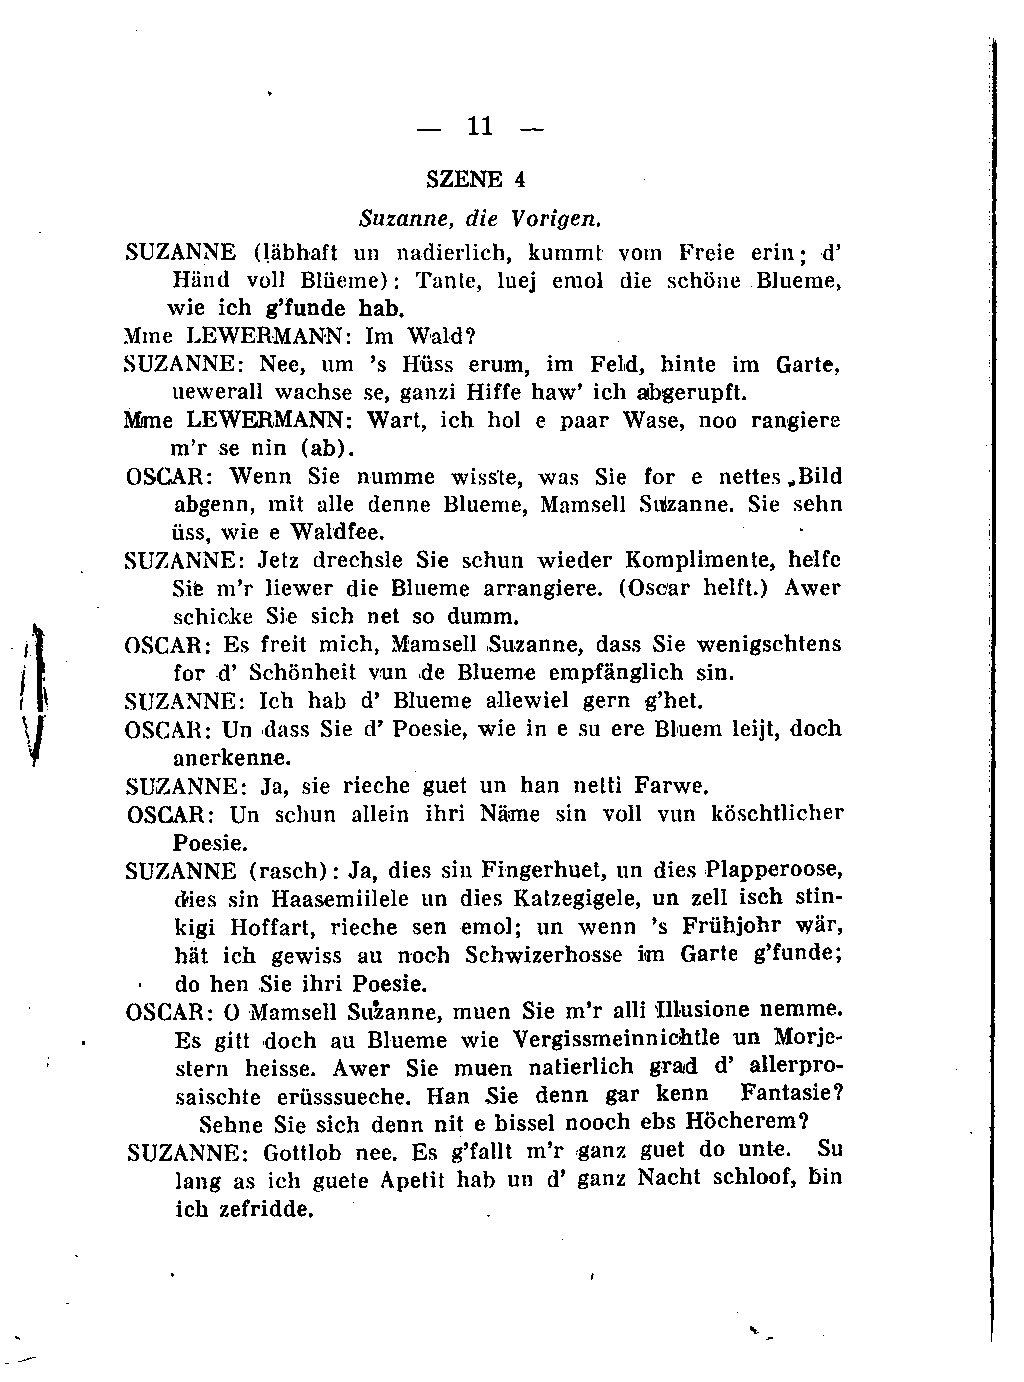 — 11 —
SZENE 4
Suzanne, die Vorigen.
SUZANNE (läbhaft un nadierlich, kummt vom Freie erin; d'
Händ voll Blüeme): Tante, luej emol die schöne Blueme,
wie ich g'funde hab.
Mme LEWERMANN: Im Wald?
SUZANNE: Nee, um 's Hüss erum, im Feld, hinte im Garte,
uewerall wachse se, ganzi Hiffe haw' ich abgerupft.
Mme LEWERMANN: Wart, ich hol e paar Wase, noo rangiere
m'r se nin (ab).
OSCAR: Wenn Sie numme wisste, was Sie for e nettes Bild
abgenn, mit alle denne Blueme, Mamsell Suzanne. Sie sehn
üss, wie e Waldfee.
SUZANNE: Jetz drechsle Sie schun wieder Komplimente, helfe
Sie m'r liewer die Blueme arrangiere. (Oscar helft.) Awer
schicke Sie sich net so dumm.
OSCAR: Es freit mich, Mamsell Suzanne, dass Sie wenigschtens
for d' Schönheit vun de Blueme empfänglich sin.
SUZANNE: Ich hab d' Blueme allewiel gern g'het.
OSCAR: Un dass Sie d' Poesie, wie in e su ere Bluem leijt, doch
anerkenne.
SUZANNE: Ja, sie rieche guet un han netti Farwe.
OSCAR: Un schun allein ihri Näme sin voll vun köschtlicher
Poesie.
SUZANNE (rasch): Ja, dies sin Fingerhuet, un dies Plapperoose,
dies sin Haasemiilele un dies Katzegigele, un zell isch stin-
kigi Hoffart, rieche sen emol; un wenn 's Frühjohr wär,
hät ich gewiss au noch Schwizerhosse im Garte g'funde;
do hen Sie ihri Poesie.
OSCAR: O Mamsell Suzanne, muen Sie m'r alli Illusione nemme.
Es gitt doch au Blueme wie Vergissmeinnichtle un Morje-
stern heisse. Awer Sie muen natierlich grad d' allerpro-
saischte erüsssueche. Han Sie denn gar kenn Fantasie?
Sehne Sie sich denn nit e bissel nooch ebs Höcherem?
SUZANNE: Gottlob nee. Es g'fallt m'r ganz guet do unte. Su
lang as ich guete Apetit hab un d' ganz Nacht schloof, bin
ich zefridde.